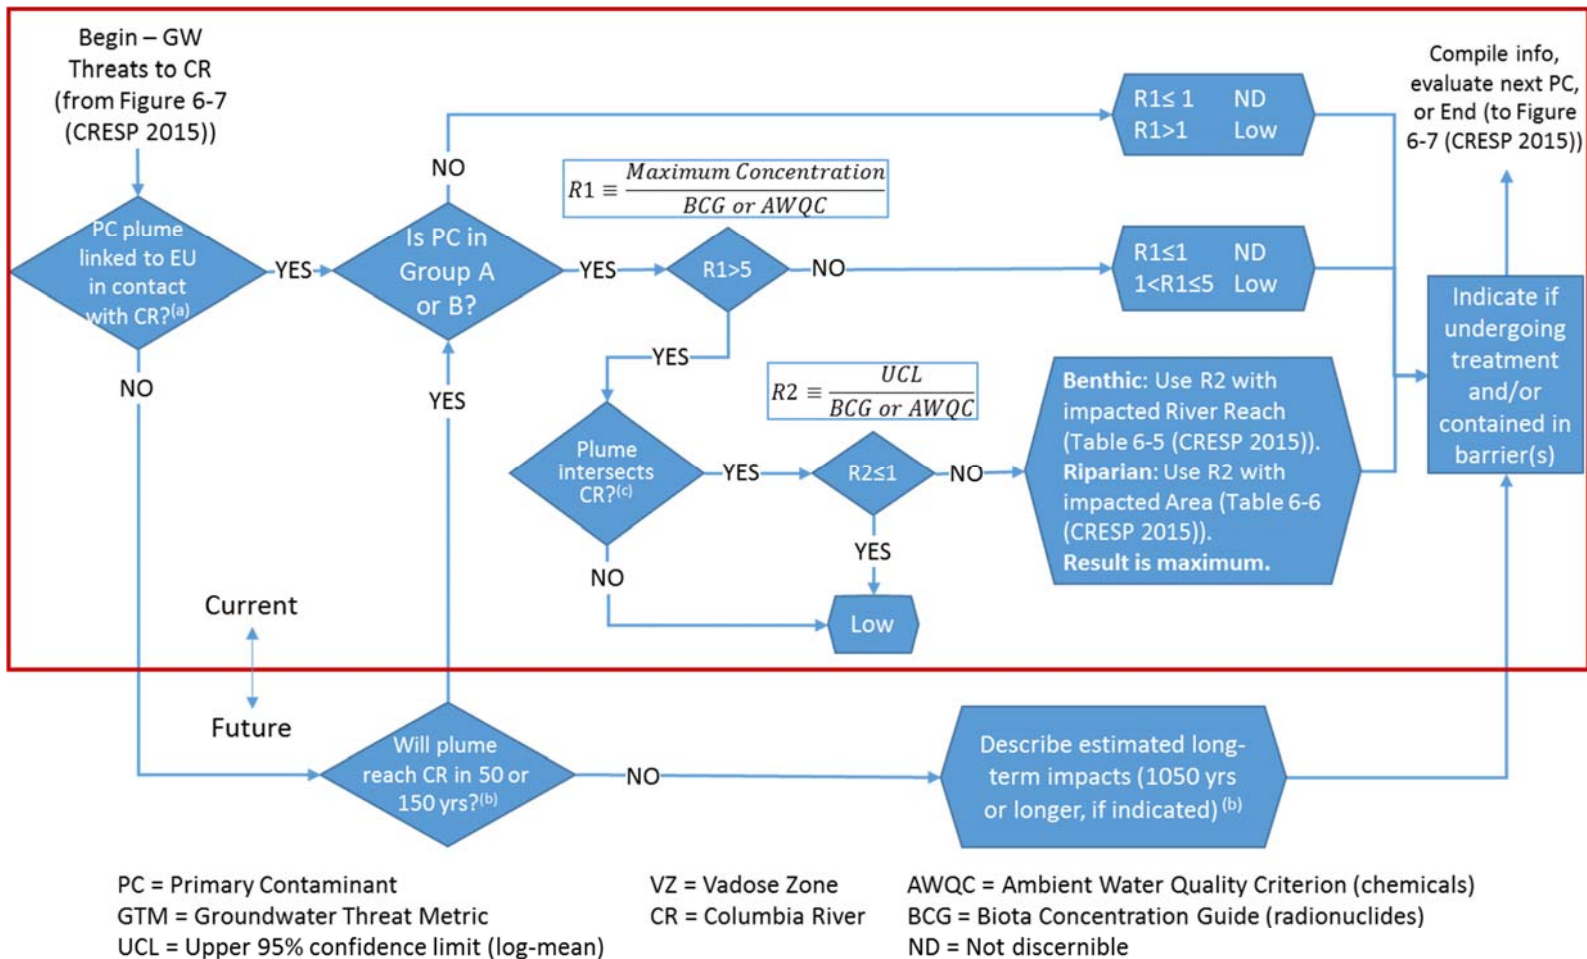 Begin – GW
Threats to CR
(from Figure 6-7
(CRESP 2015))
PC plume
linked to EU
in contact
with CR?(a)
YES
NO
Is PC in
Group A
or B?
NO
YES
YES
R1 ≡ Maximum Concentration
BCG or AWQC
R1>5
NO
YES
R1≤ 1 ND
R1>1 Low
R1≤1 ND
1<R1≤5 Low
Compile info,
evaluate next PC,
or End (to Figure
6-7 (CRESP 2015))
Indicate if
undergoing
treatment
and/or
contained in
barrier(s)
Plume
intersects
CR?(c)
YES
NO
R2 ≡ UCL
BCG or AWQC
R2≤1
NO
YES
Low
Benthic: Use R2 with
impacted River Reach
(Table 6-5 (CRESP 2015)).
Riparian: Use R2 with
impacted Area (Table 6-6
(CRESP 2015)).
Result is maximum.
Current
Future
Will plume
reach CR in 50 or
150 yrs?(b)
NO
Describe estimated long-
term impacts (1050 yrs
or longer, if indicated) (b)
PC = Primary Contaminant
GTM = Groundwater Threat Metric
UCL = Upper 95% confidence limit (log-mean)
VZ = Vadose Zone
CR = Columbia River
AWQC = Ambient Water Quality Criterion (chemicals)
BCG = Biota Concentration Guide (radionuclides)
ND = Not discernible